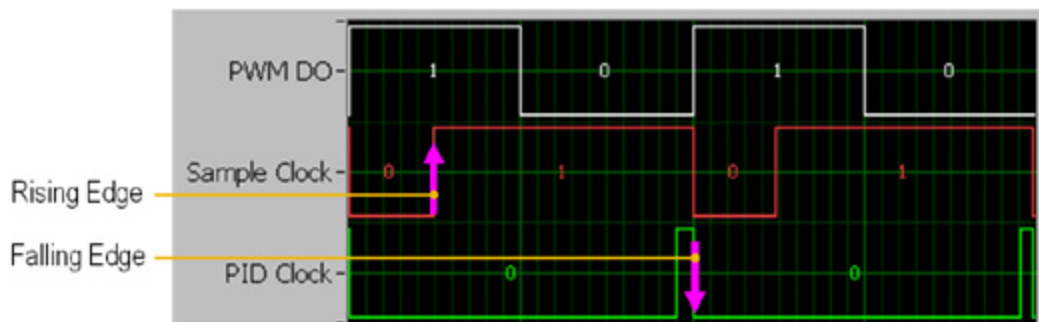 PWM DO
1 0 1 0
Sample Clock
0 1 0 1
Rising Edge
Falling Edge
PID Clock
0 0